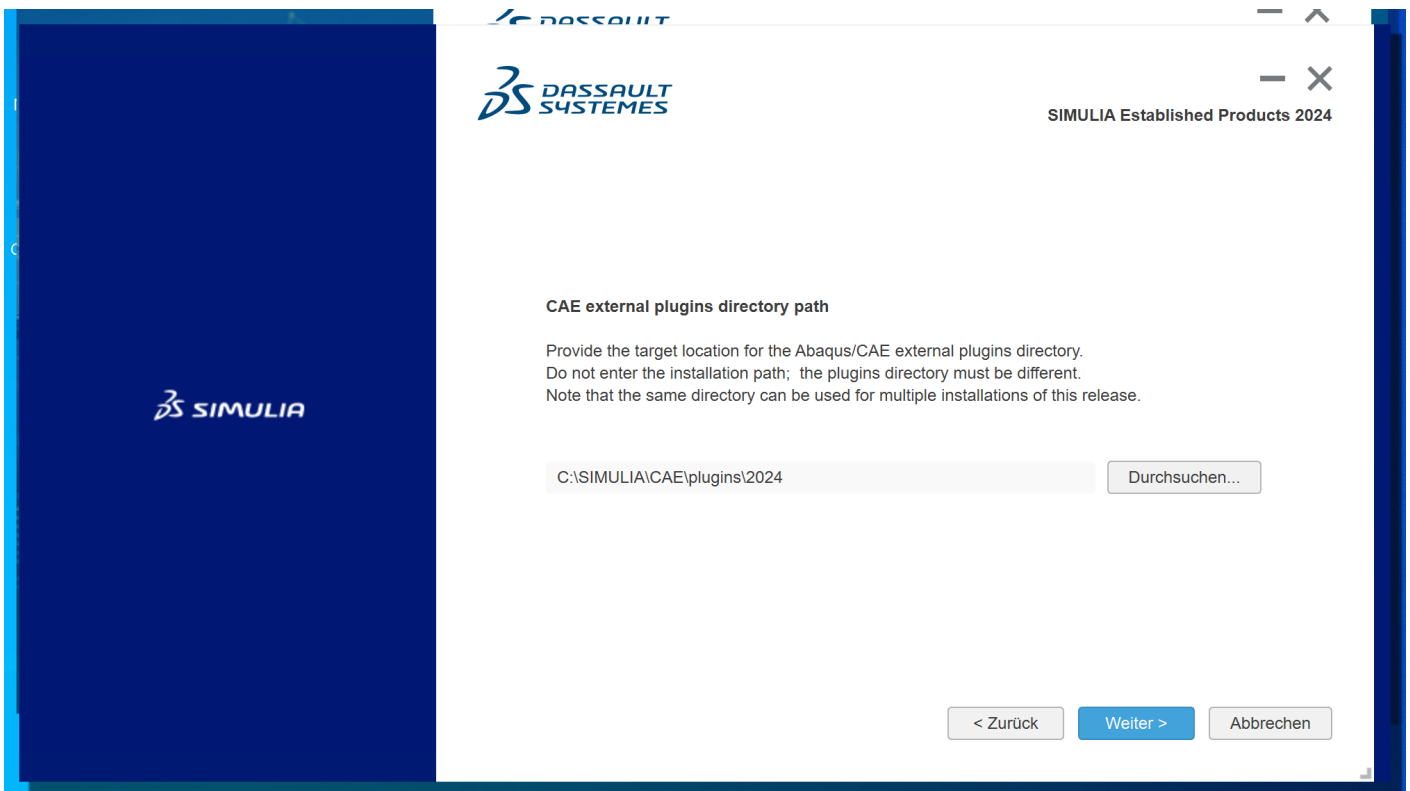 DASSAULT
DASSAULT
SYSTEMES
SIMULIA Established Products 2024
CAE external plugins directory path
Provide the target location for the Abaqus/CAE external plugins directory.
Do not enter the installation path;  the plugins directory must be different.
Note that the same directory can be used for multiple installations of this release.
SIMULIA
C:\SIMULIA\CAE\plugins\2024
Durchsuchen...
< Zurück
Weiter >
Abbrechen